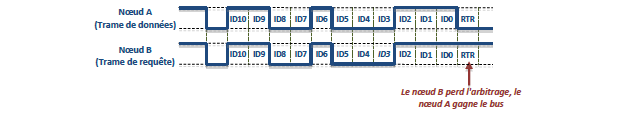 Nœud A
(Trame de données)
ID10 ID9 ID8 ID7 ID6 ID5 ID4 ID3 ID2 ID1 ID0 RTR
Nœud B
(Trame de requête)
ID10 ID9 ID8 ID7 ID6 ID5 ID4 ID3 ID2 ID1 ID0 RTR
Le nœud B perd l'arbitrage, le
nœud A gagne le bus